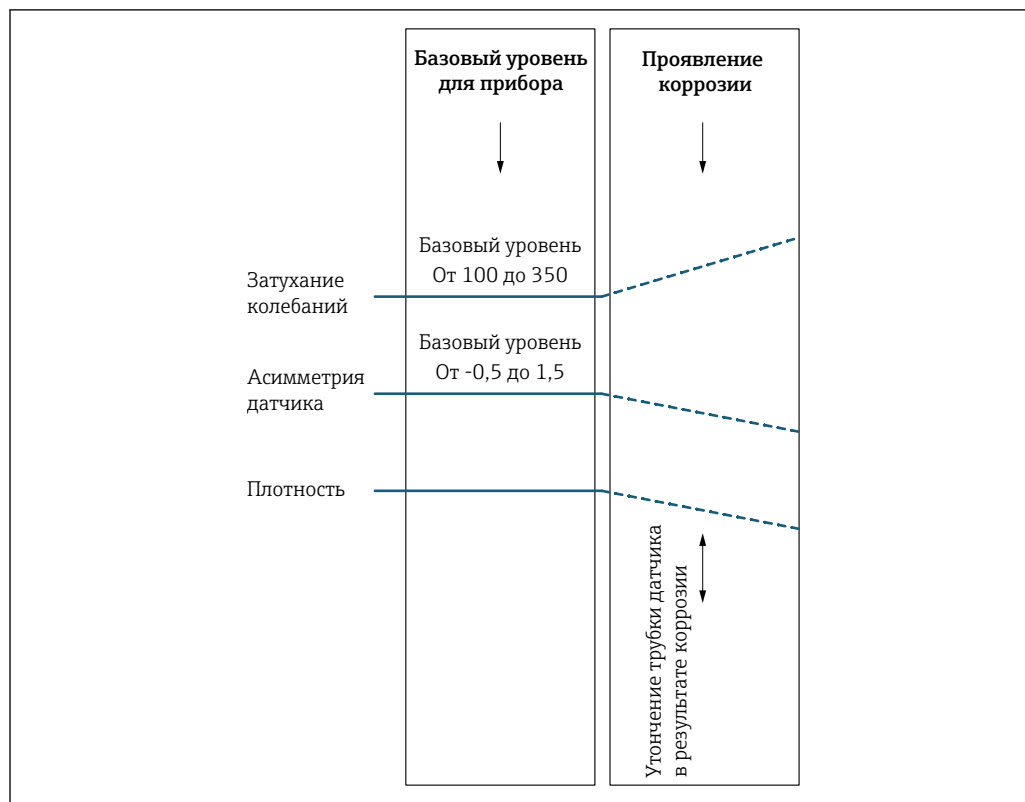 Базовый уровень
для прибора
Проявление
коррозии
Базовый уровень
От 100 до 350
Затухание
колебаний
Базовый уровень
От -0,5 до 1,5
Асимметрия
датчика
Плотность
Утончение трубки датчика
в результате коррозии